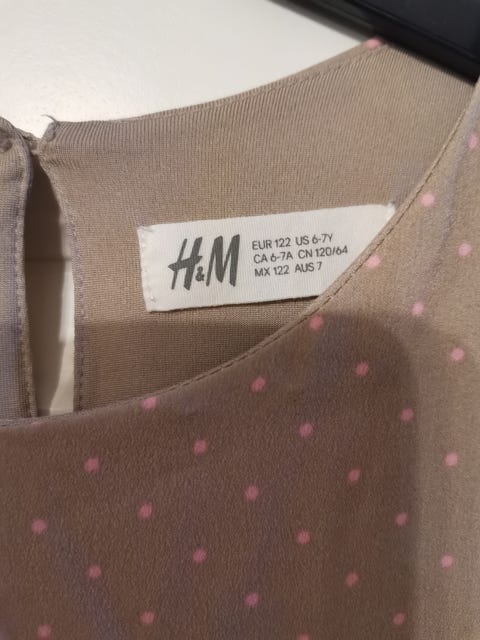 H&M
EUR 122 US 6-7Y
CA 6-7A CN 120/64
MX 122 AUS 7